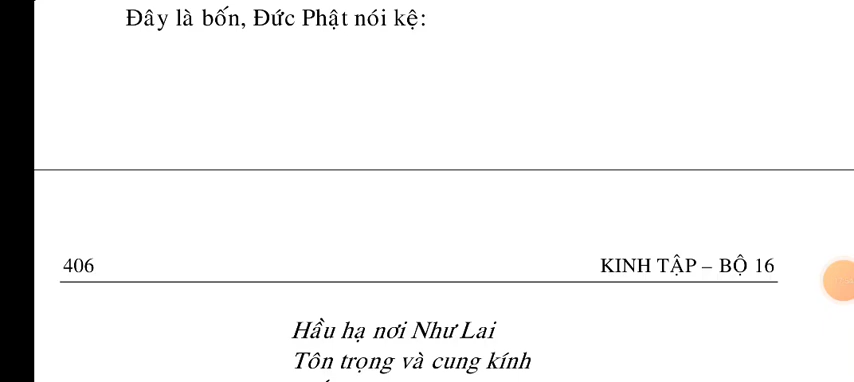 Đây là bốn, Đức Phật nói kệ:
406 KINH TẬP – BỘ 16
Hầu hạ nơi Như Lai
Tôn trọng và cung kính